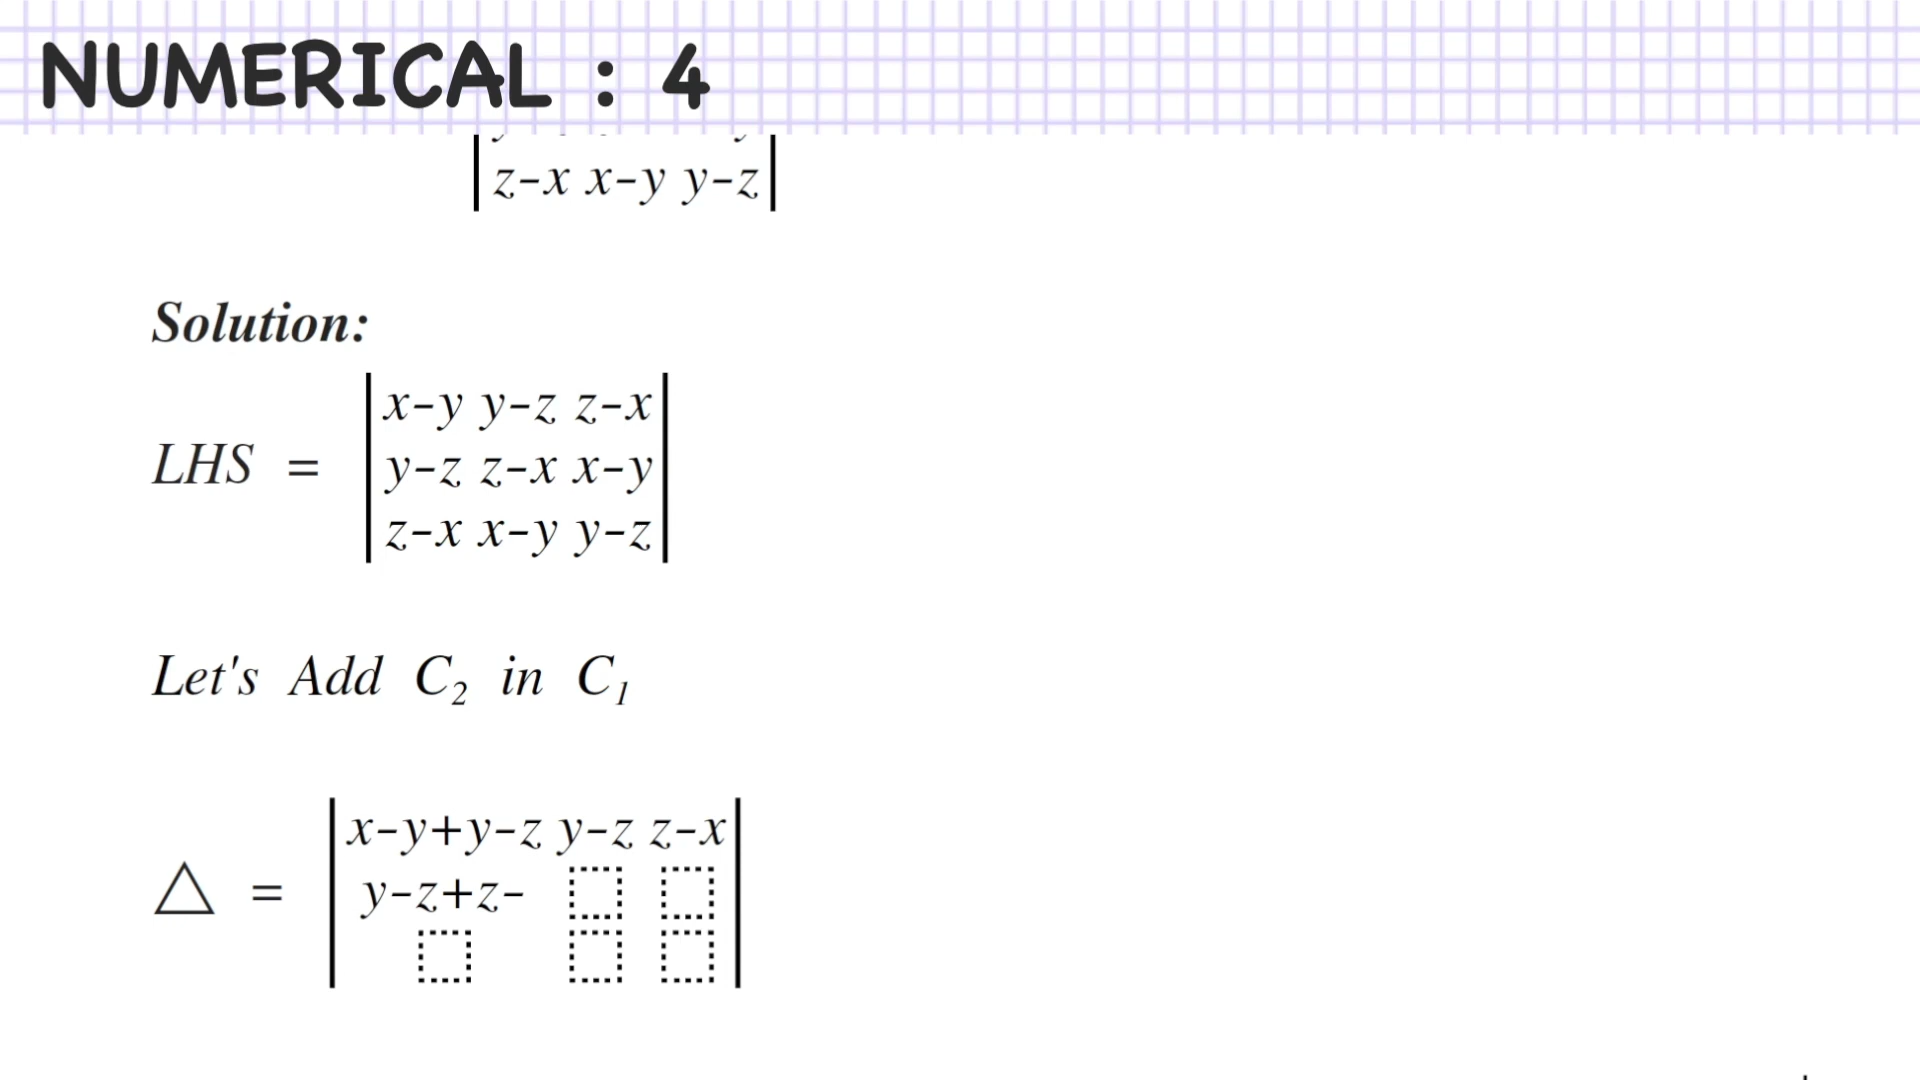 NUMERICAL : 4
z-x x-y y-z
Solution:
LHS = | x-y y-z z-x |
y-z z-x x-y
z-x x-y y-z
Let's Add C₂ in C₁
△ = | x-y+y-z y-z z-x |
y-z+z-